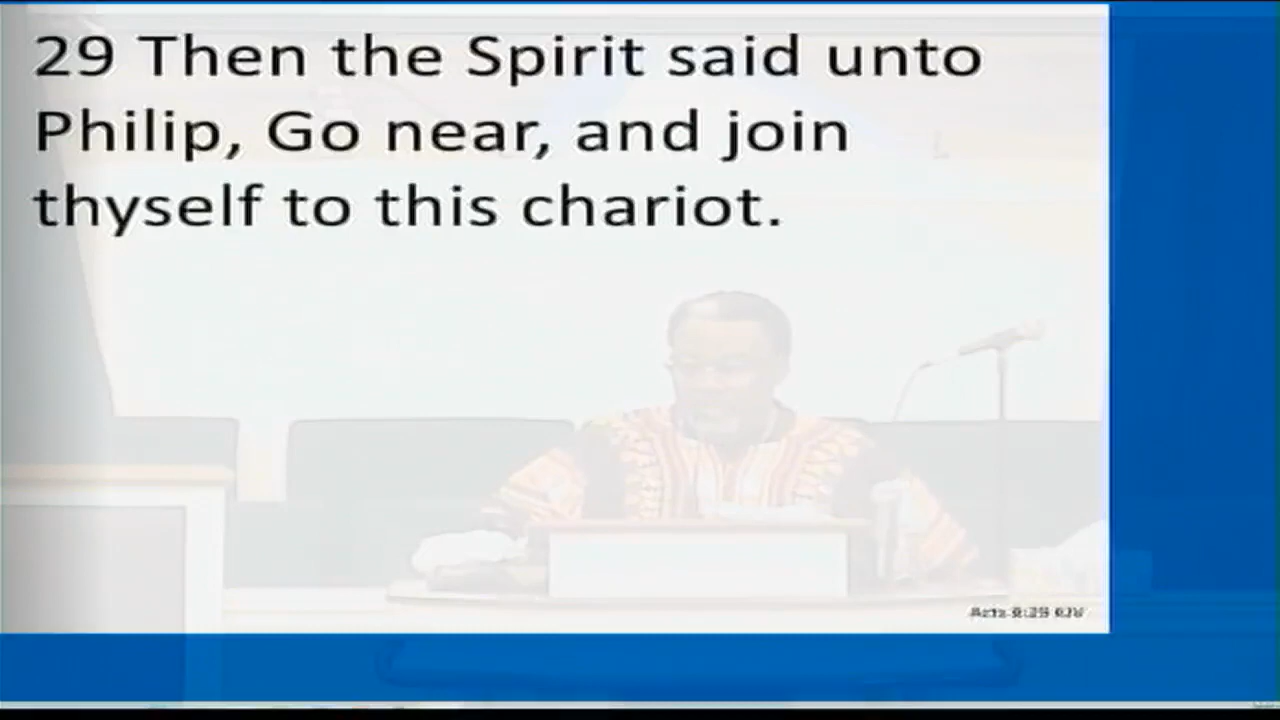 29 Then the Spirit said unto
Philip, Go near, and join
thyself to this chariot.
Acts 8:29 KJV